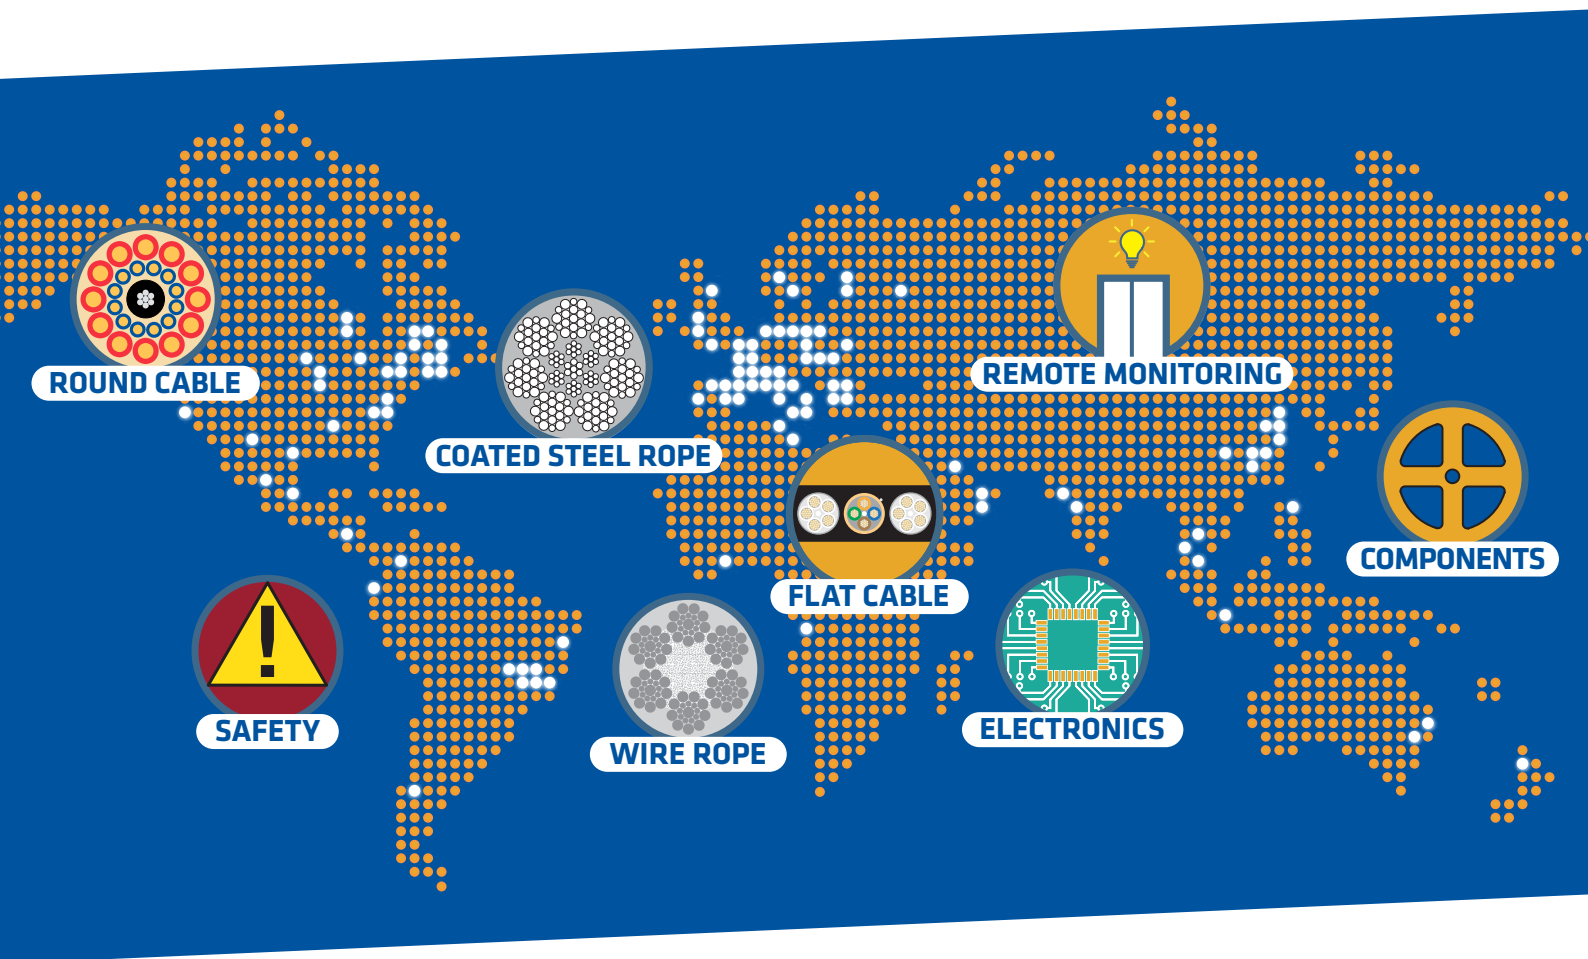 ROUND CABLE
REMOTE MONITORING
COATED STEEL ROPE
COMPONENTS
FLAT CABLE
SAFETY
ELECTRONICS
WIRE ROPE